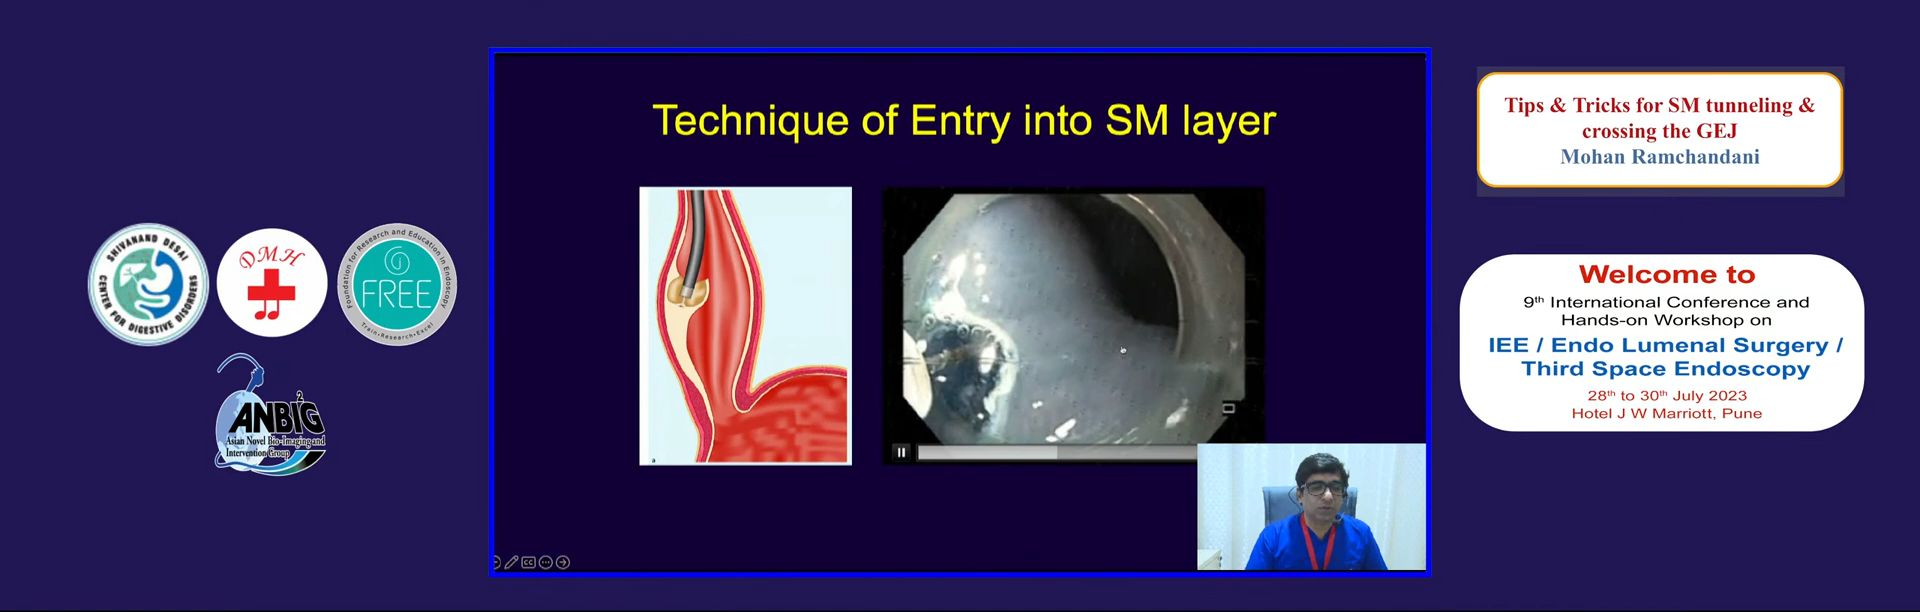 SHIVANAND DESAI
CENTER FOR DIGESTIVE DISORDERS
DMH
Foundation for Research and Education in Endoscopy
FREE
Train•Research•Excel
ANBIG2
Asian Novel Bio-Imaging and
Intervention Group
Technique of Entry into SM layer
a
CC
Tips & Tricks for SM tunneling &
crossing the GEJ
Mohan Ramchandani
Welcome to
9th International Conference and
Hands-on Workshop on
IEE / Endo Lumenal Surgery /
Third Space Endoscopy
28th to 30th July 2023
Hotel J W Marriott, Pune